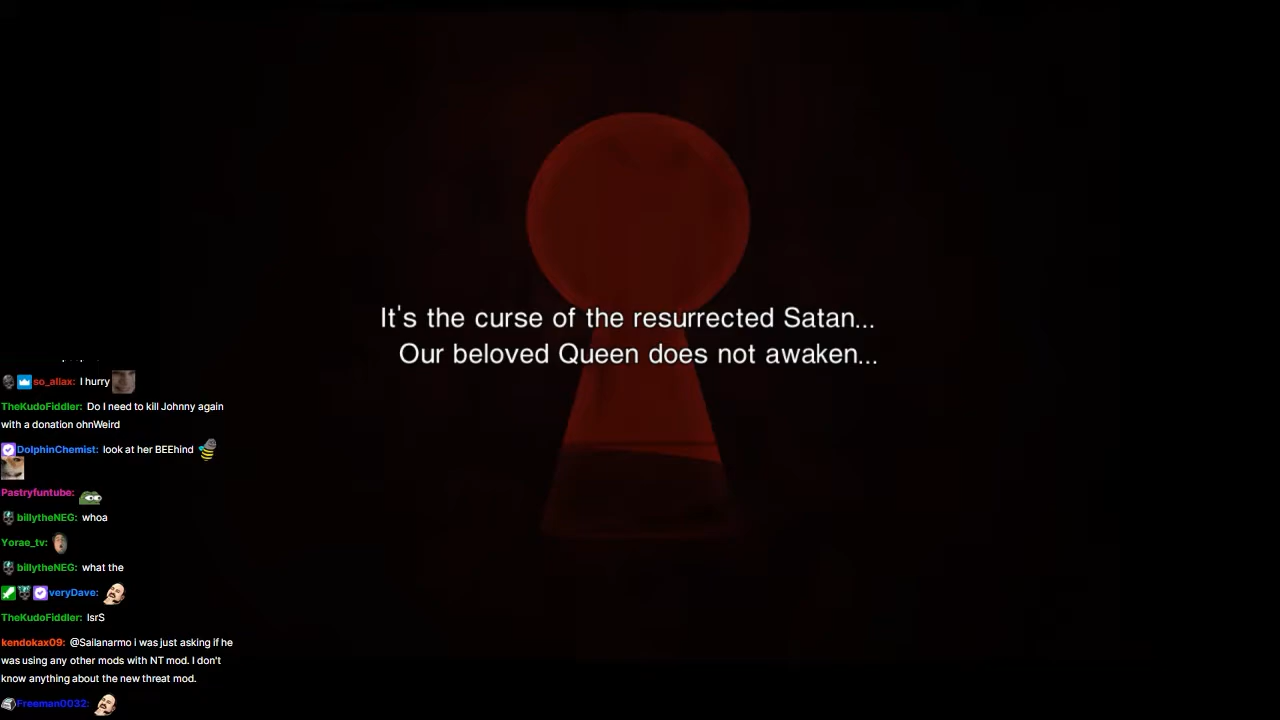 It's the curse of the resurrected Satan...
Our beloved Queen does not awaken...
so_allax: I hurry
TheKudoFiddler: Do I need to kill Johnny again
with a donation ohnWeird
DolphinChemist: look at her BEEhind
Pastryfuntube:
billytheNEG: whoa
Yorae_tv:
billytheNEG: what the
veryDave:
TheKudoFiddler: lsrS
kendokax09: @Sailanarmo i was just asking if he
was using any other mods with NT mod. I don't
know anything about the new threat mod.
Freeman0032: